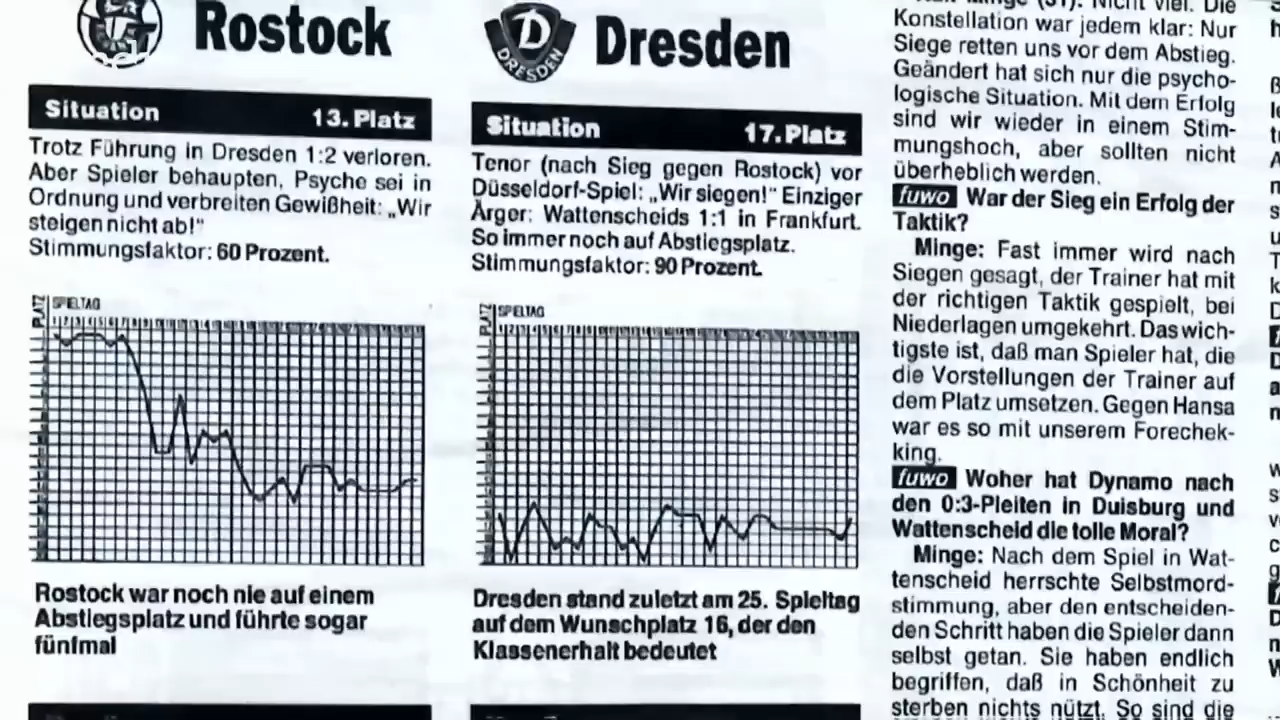 Rostock
Situation 13. Platz
Trotz Führung in Dresden 1:2 verloren.
Aber Spieler behaupten, Psyche sei in
Ordnung und verbreiten Gewißheit: „Wir
steigen nicht ab!"
Stimmungsfaktor: 60 Prozent.
PLATZ SPIELTAG
Rostock war noch nie auf einem
Abstiegsplatz und führte sogar
fünfmal
DRESDEN
Dresden
Situation 17. Platz
Tenor (nach Sieg gegen Rostock) vor
Düsseldorf-Spiel: „Wir siegen!" Einziger
Ärger: Wattenscheids 1:1 in Frankfurt.
So immer noch auf Abstiegsplatz.
Stimmungsfaktor: 90 Prozent.
PLATZ SPIELTAG
Dresden stand zuletzt am 25. Spieltag
auf dem Wunschplatz 16, der den
Klassenerhalt bedeutet
Minge (31): Nicht viel. Die
Konstellation war jedem klar: Nur
Siege retten uns vor dem Abstieg.
Geändert hat sich nur die psycho-
logische Situation. Mit dem Erfolg
sind wir wieder in einem Stim-
mungshoch, aber sollten nicht
überheblich werden.
fuwo War der Sieg ein Erfolg der
Taktik?
Minge: Fast immer wird nach
Siegen gesagt, der Trainer hat mit
der richtigen Taktik gespielt, bei
Niederlagen umgekehrt. Das wich-
tigste ist, daß man Spieler hat, die
die Vorstellungen der Trainer auf
dem Platz umsetzen. Gegen Hansa
war es so mit unserem Forechek-
king.
fuwo Woher hat Dynamo nach
den 0:3-Pleiten in Duisburg und
Wattenscheid die tolle Moral?
Minge: Nach dem Spiel in Wat-
tenscheid herrschte Selbstmord-
stimmung, aber den entscheiden-
den Schritt haben die Spieler dann
selbst getan. Sie haben endlich
begriffen, daß in Schönheit zu
sterben nichts nützt. So sind die